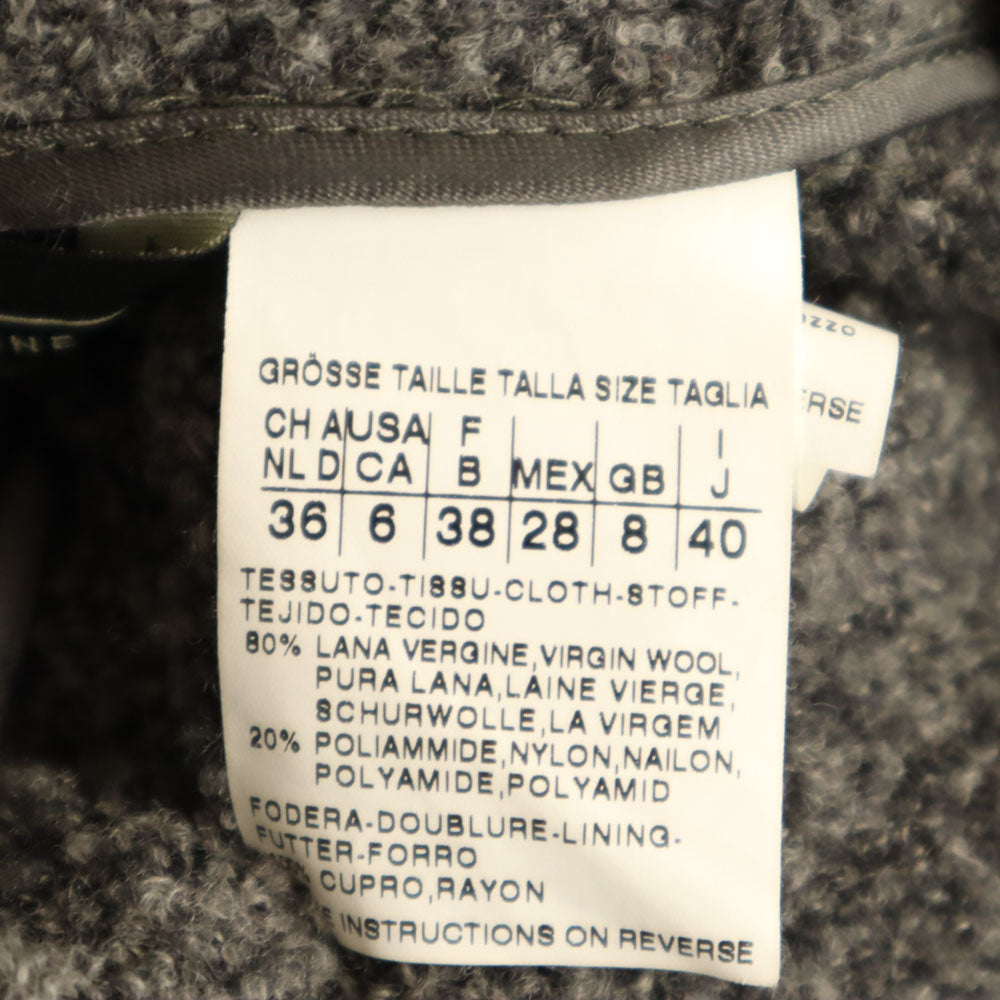 GRÖSSE TAILLE TALLA SIZE TAGLIA
CH A USA F I
NL D CA B MEX GB J
36 6 38 28 8 40
TESSUTO-TISSU-CLOTH-STOFF-
TEJIDO-TECIDO
80% LANA VERGINE,VIRGIN WOOL,
PURA LANA,LAINE VIERGE,
SCHURWOLLE,LA VIRGEM
20% POLIAMMIDE,NYLON,NAILON,
POLYAMIDE,POLYAMID
FODERA-DOUBLURE-LINING-
FUTTER-FORRO
CUPRO,RAYON
INSTRUCTIONS ON REVERSE